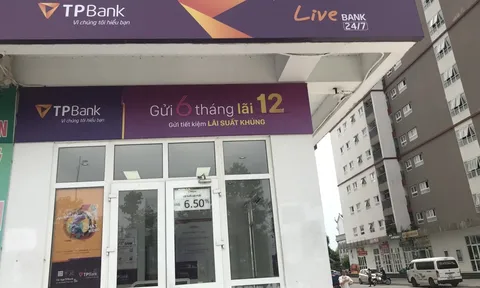 TPBank
Vì chúng tôi hiểu bạn
Live BANK
24/7
TPBank
Vì chúng tôi hiểu bạn
Gửi 6 tháng lãi 12
Gửi tiết kiệm LÃI SUẤT KHỦNG
6.50
TPBank